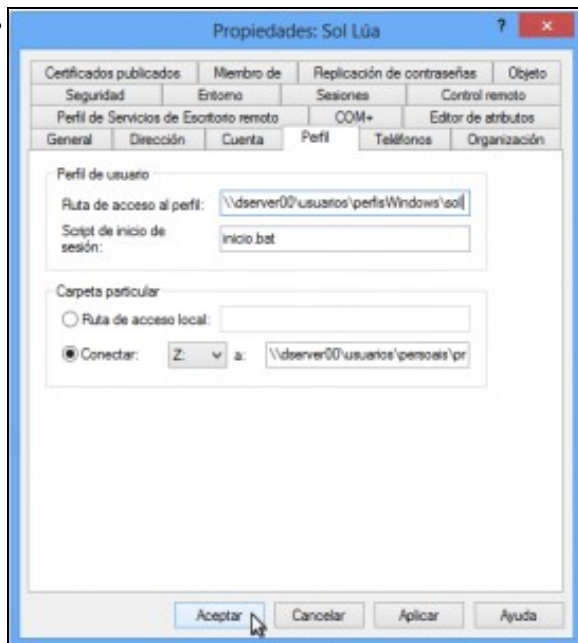 Propiedades: Sol Lúa
?
Certificados publicados Miembro de Replicación de contraseñas Objeto
Seguridad Entorno Sesiones Control remoto
Perfil de Servicios de Escritorio remoto COM+ Editor de atributos
General Dirección Cuenta Perfil Teléfonos Organización
Perfil de usuario
Ruta de acceso al perfil: \\dserver00\usuarios\perfisWindows\sol
Script de inicio de
sesión: inicio.bat
Carpeta particular
Ruta de acceso local:
Conectar: Z: a: \\dserver00\usuarios\persoais\pr
Aceptar Cancelar Aplicar Ayuda